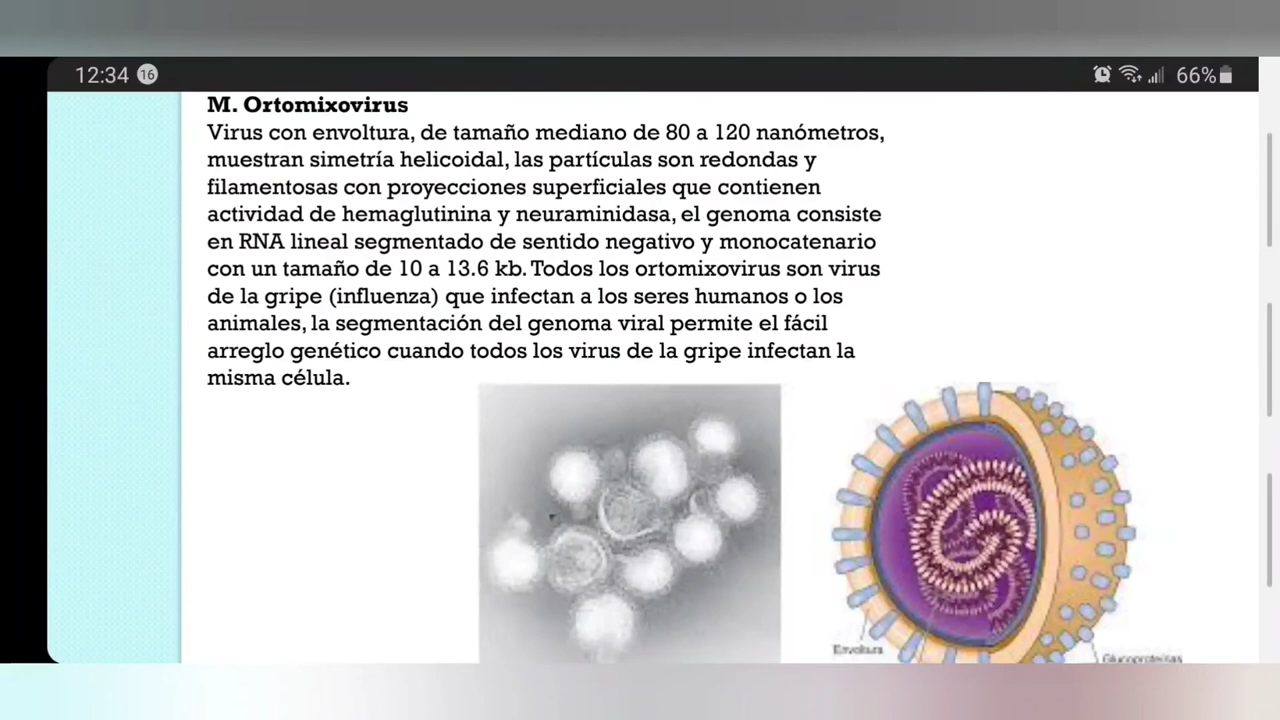 12:34 16
66%
M. Ortomixovirus
Virus con envoltura, de tamaño mediano de 80 a 120 nanómetros,
muestran simetría helicoidal, las partículas son redondas y
filamentosas con proyecciones superficiales que contienen
actividad de hemaglutinina y neuraminidasa, el genoma consiste
en RNA lineal segmentado de sentido negativo y monocatenario
con un tamaño de 10 a 13.6 kb. Todos los ortomixovirus son virus
de la gripe (influenza) que infectan a los seres humanos o los
animales, la segmentación del genoma viral permite el fácil
arreglo genético cuando todos los virus de la gripe infectan la
misma célula.
Envoltura
Glucoproteínas